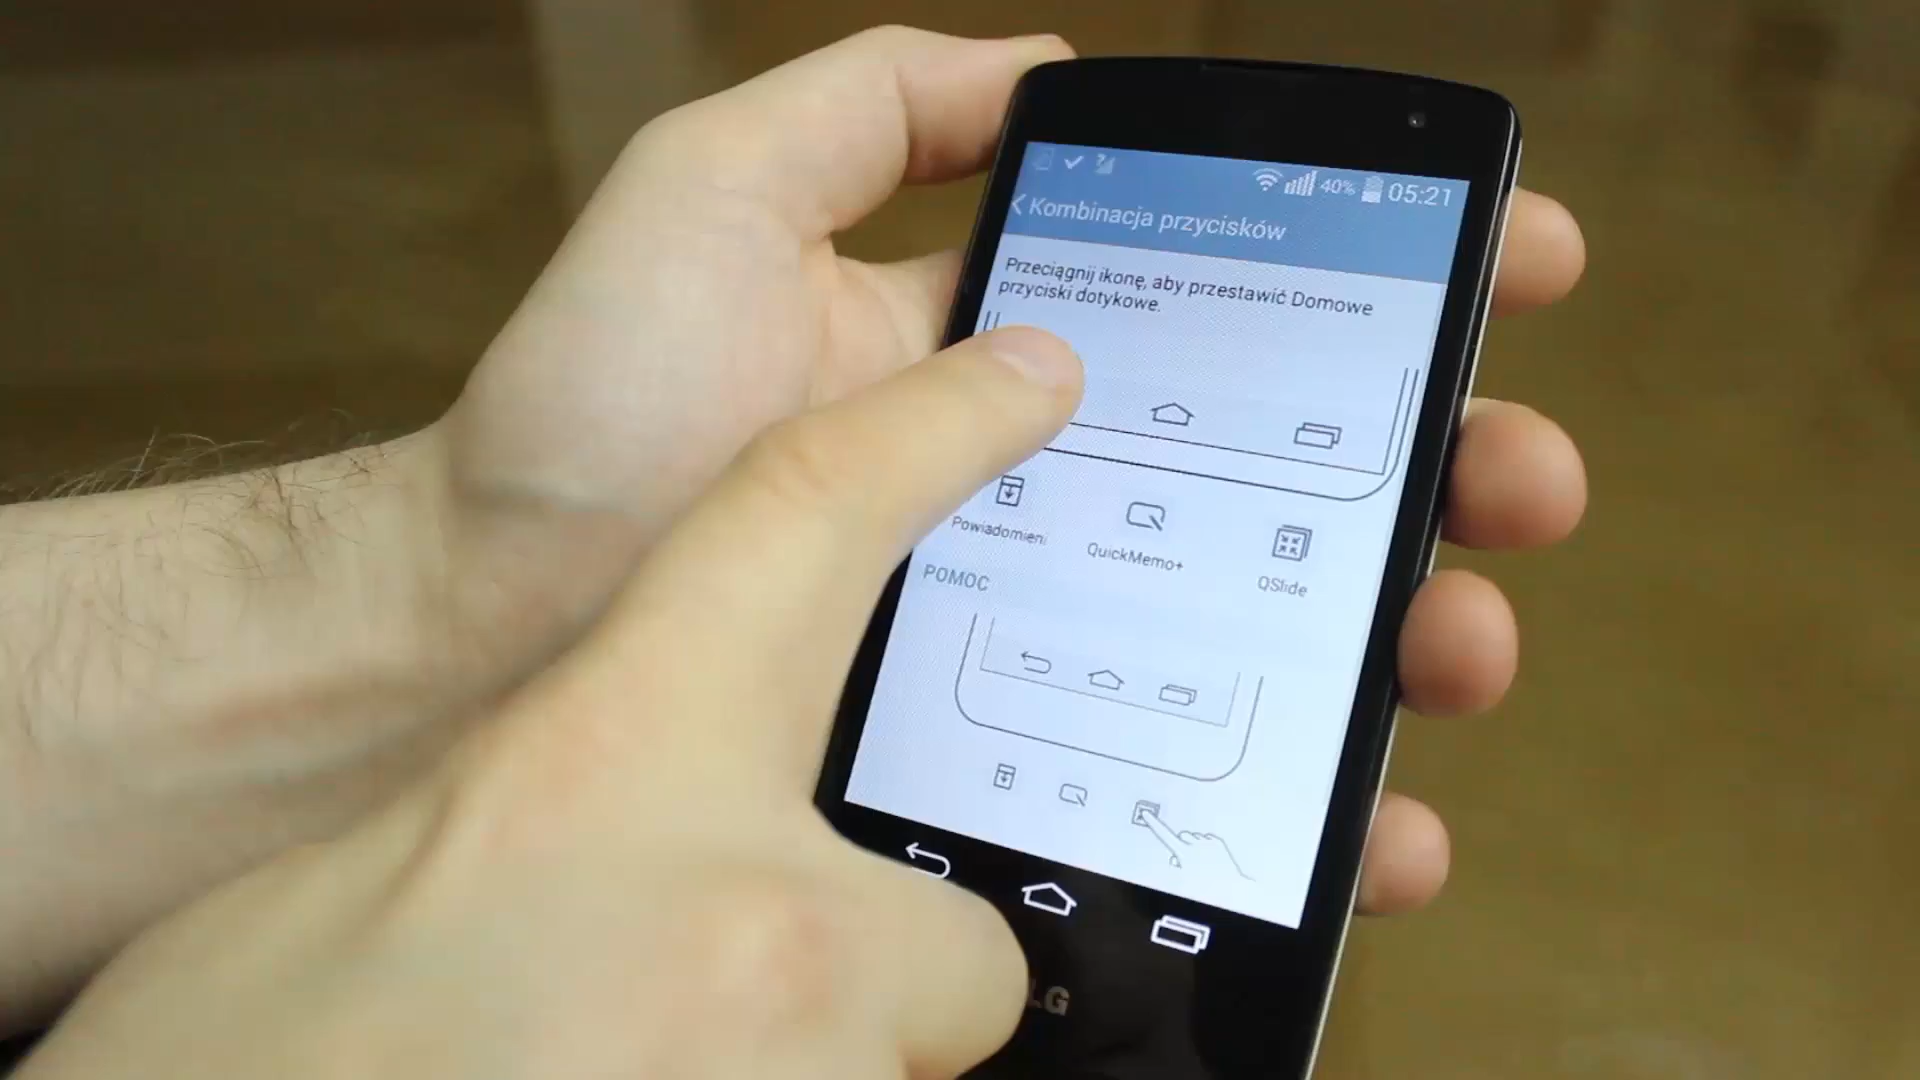 40% 05:21
Kombinacja przycisków
Przeciągnij ikonę, aby przestawić Domowe
przyciski dotykowe.
Powiadomieni
QuickMemo+
QSlide
POMOC
LG